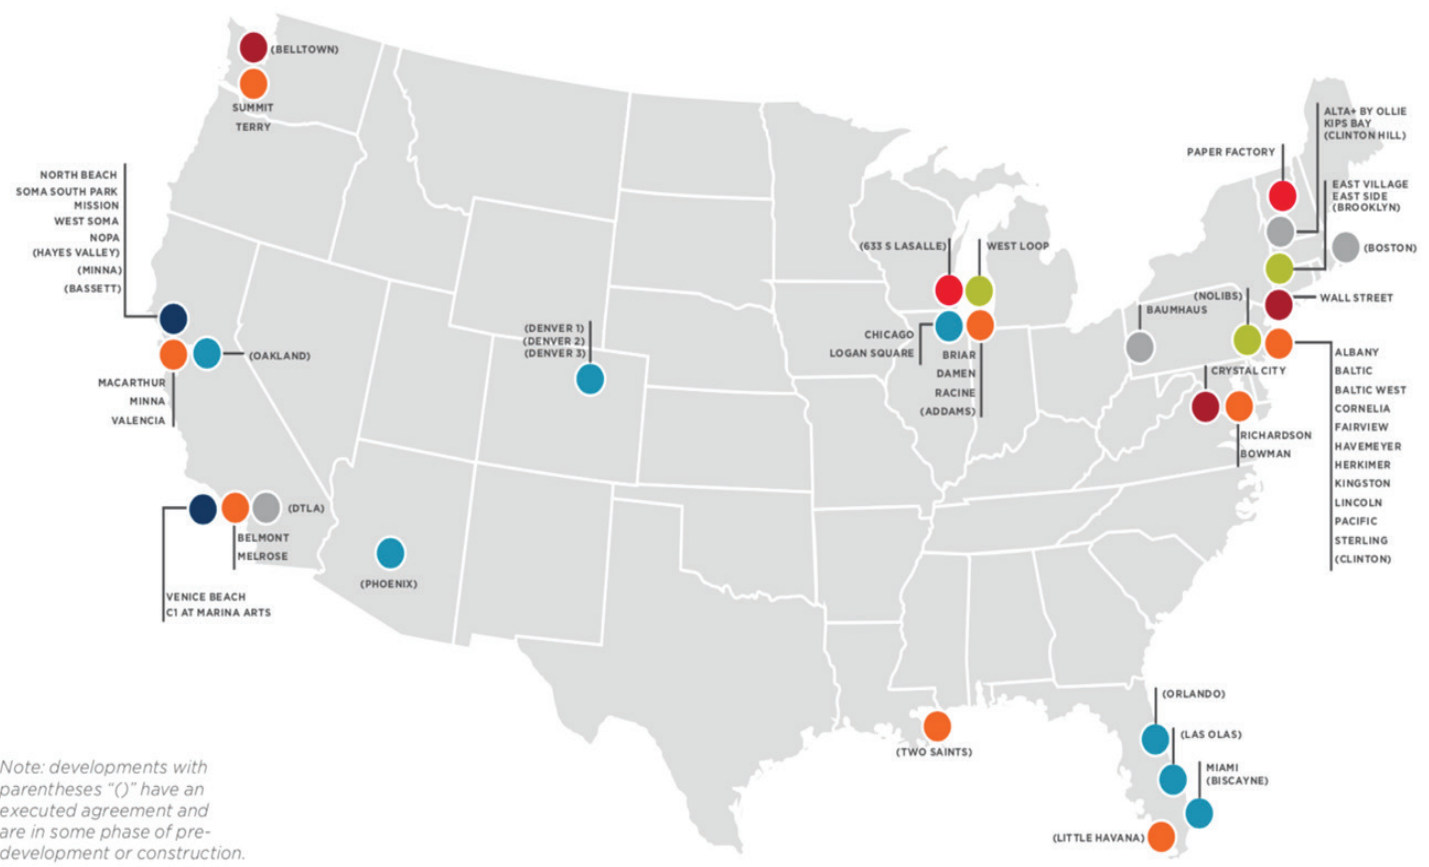 (BELLTOWN)
SUMMIT
TERRY
NORTH BEACH
SOMA SOUTH PARK
MISSION
WEST SOMA
NOPA
(HAYES VALLEY)
(MINNA)
(BASSETT)
(OAKLAND)
MACARTHUR
MINNA
VALENCIA
(DTLA)
BELMONT
MELROSE
VENICE BEACH
C1 AT MARINA ARTS
(PHOENIX)
(DENVER 1)
(DENVER 2)
(DENVER 3)
(633 S LASALLE)
WEST LOOP
CHICAGO
LOGAN SQUARE
BRIAR
DAMEN
RACINE
(ADDAMS)
PAPER FACTORY
ALTA+ BY OLLIE
KIPS BAY
(CLINTON HILL)
EAST VILLAGE
EAST SIDE
(BROOKLYN)
(BOSTON)
WALL STREET
(NOLIBS)
BAUMHAUS
CRYSTAL CITY
RICHARDSON
BOWMAN
ALBANY
BALTIC
BALTIC WEST
CORNELIA
FAIRVIEW
HAVEMEYER
HERKIMER
KINGSTON
LINCOLN
PACIFIC
STERLING
(CLINTON)
(TWO SAINTS)
(ORLANDO)
(LAS OLAS)
MIAMI
(BISCAYNE)
(LITTLE HAVANA)
Note: developments with
parentheses “()” have an
executed agreement and
are in some phase of pre-
development or construction.